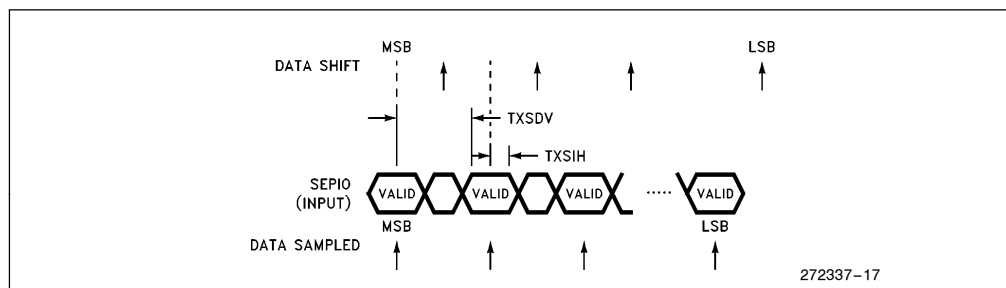 MSB LSB
DATA SHIFT
TXSDV
TXSIH
SEPIO
(INPUT)
VALID VALID VALID ..... VALID
MSB LSB
DATA SAMPLED
272337-17